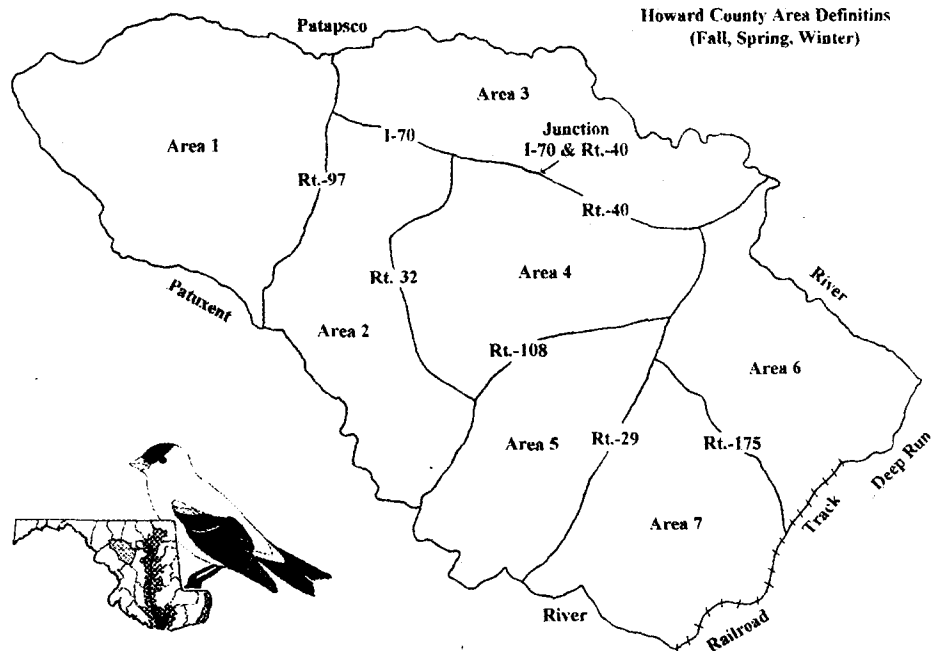 Howard County Area Definitins
(Fall, Spring, Winter)
Patapsco
Area 3
Area 1
I-70
Junction
I-70 & Rt.-40
Rt.-97
Rt.-40
Rt. 32
Area 4
River
Patuxent
Area 2
Rt.-108
Area 6
Area 5
Rt.-29
Rt.-175
Deep Run
Track
Area 7
River
Railroad